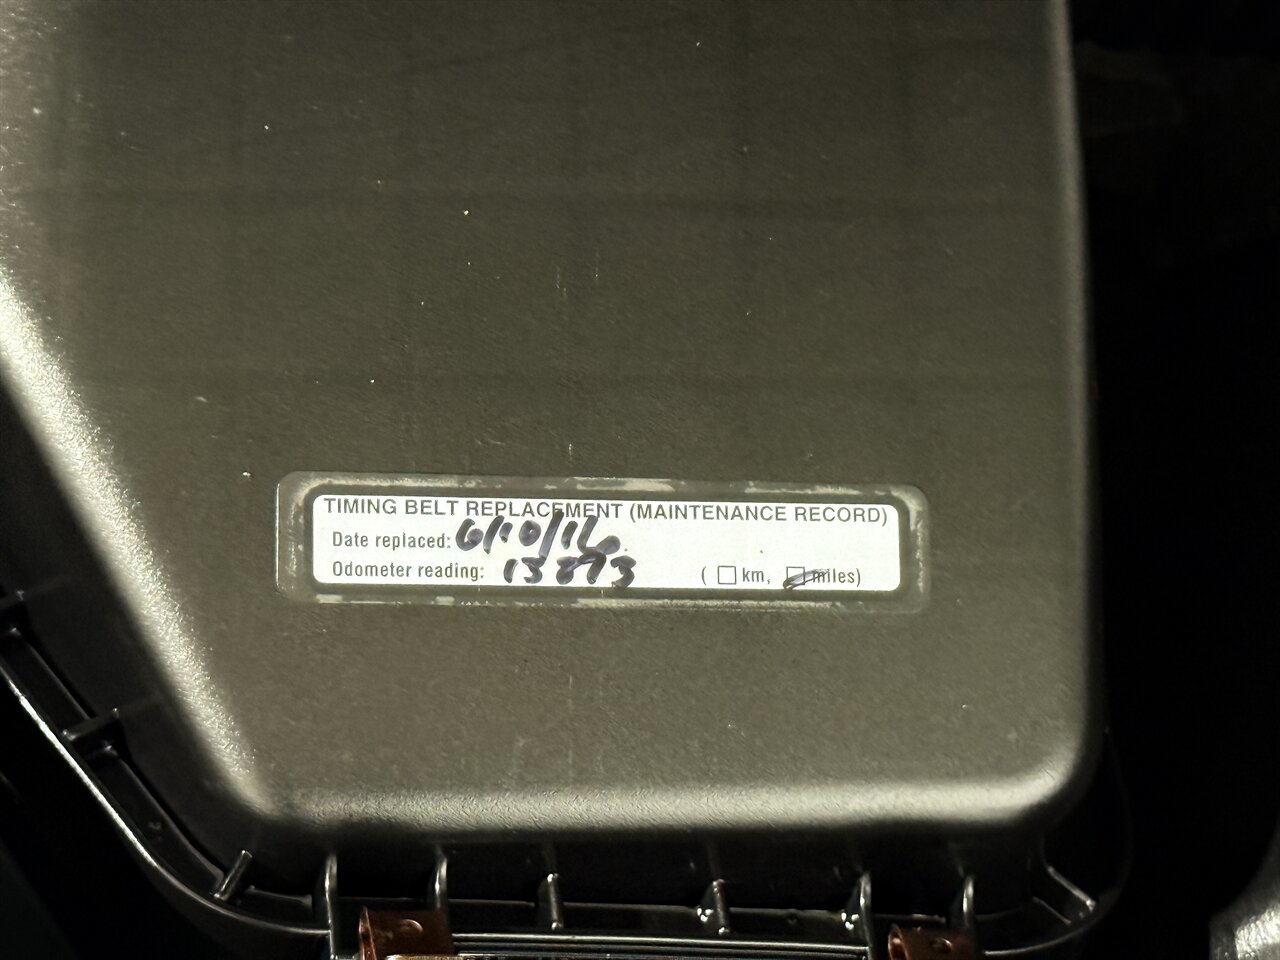 TIMING BELT REPLACEMENT (MAINTENANCE RECORD)
Date replaced: 6/10/16
Odometer reading: 13873 ( km, miles)